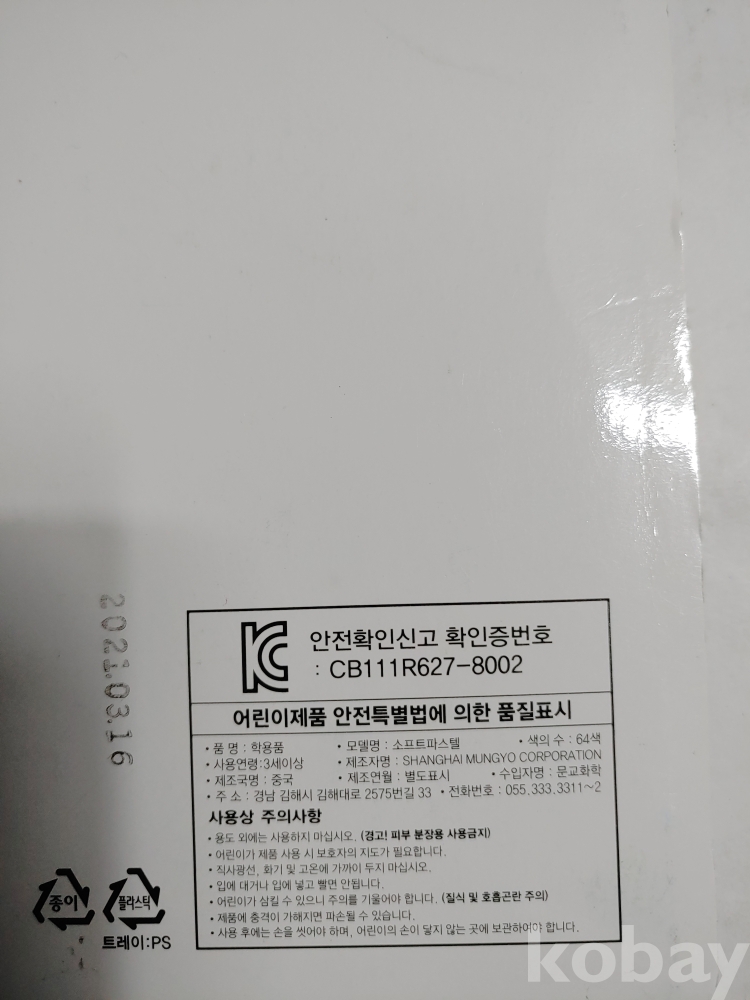 2021.03.16
KC 안전확인신고 확인증번호
: CB111R627-8002
어린이제품 안전특별법에 의한 품질표시
• 품 명 : 학용품 • 모델명 : 소프트파스텔 • 색의 수 : 64색
• 사용연령:3세이상 • 제조자명 : SHANGHAI MUNGYO CORPORATION
• 제조국명 : 중국 • 제조연월 : 별도표시 • 수입자명 : 문교화학
• 주 소 : 경남 김해시 김해대로 2575번길 33 • 전화번호 : 055.333.3311~2
사용상 주의사항
• 용도 외에는 사용하지 마십시오. (경고! 피부 분장용 사용금지)
• 어린이가 제품 사용 시 보호자의 지도가 필요합니다.
• 직사광선, 화기 및 고온에 가까이 두지 마십시오.
• 입에 대거나 입에 넣고 빨면 안됩니다.
• 어린이가 삼킬 수 있으니 주의를 기울여야 합니다. (질식 및 호흡곤란 주의)
• 제품에 충격이 가해지면 파손될 수 있습니다.
• 사용 후에는 손을 씻어야 하며, 어린이의 손이 닿지 않는 곳에 보관하여야 합니다.
종이 플라스틱
트레이:PS
kobay